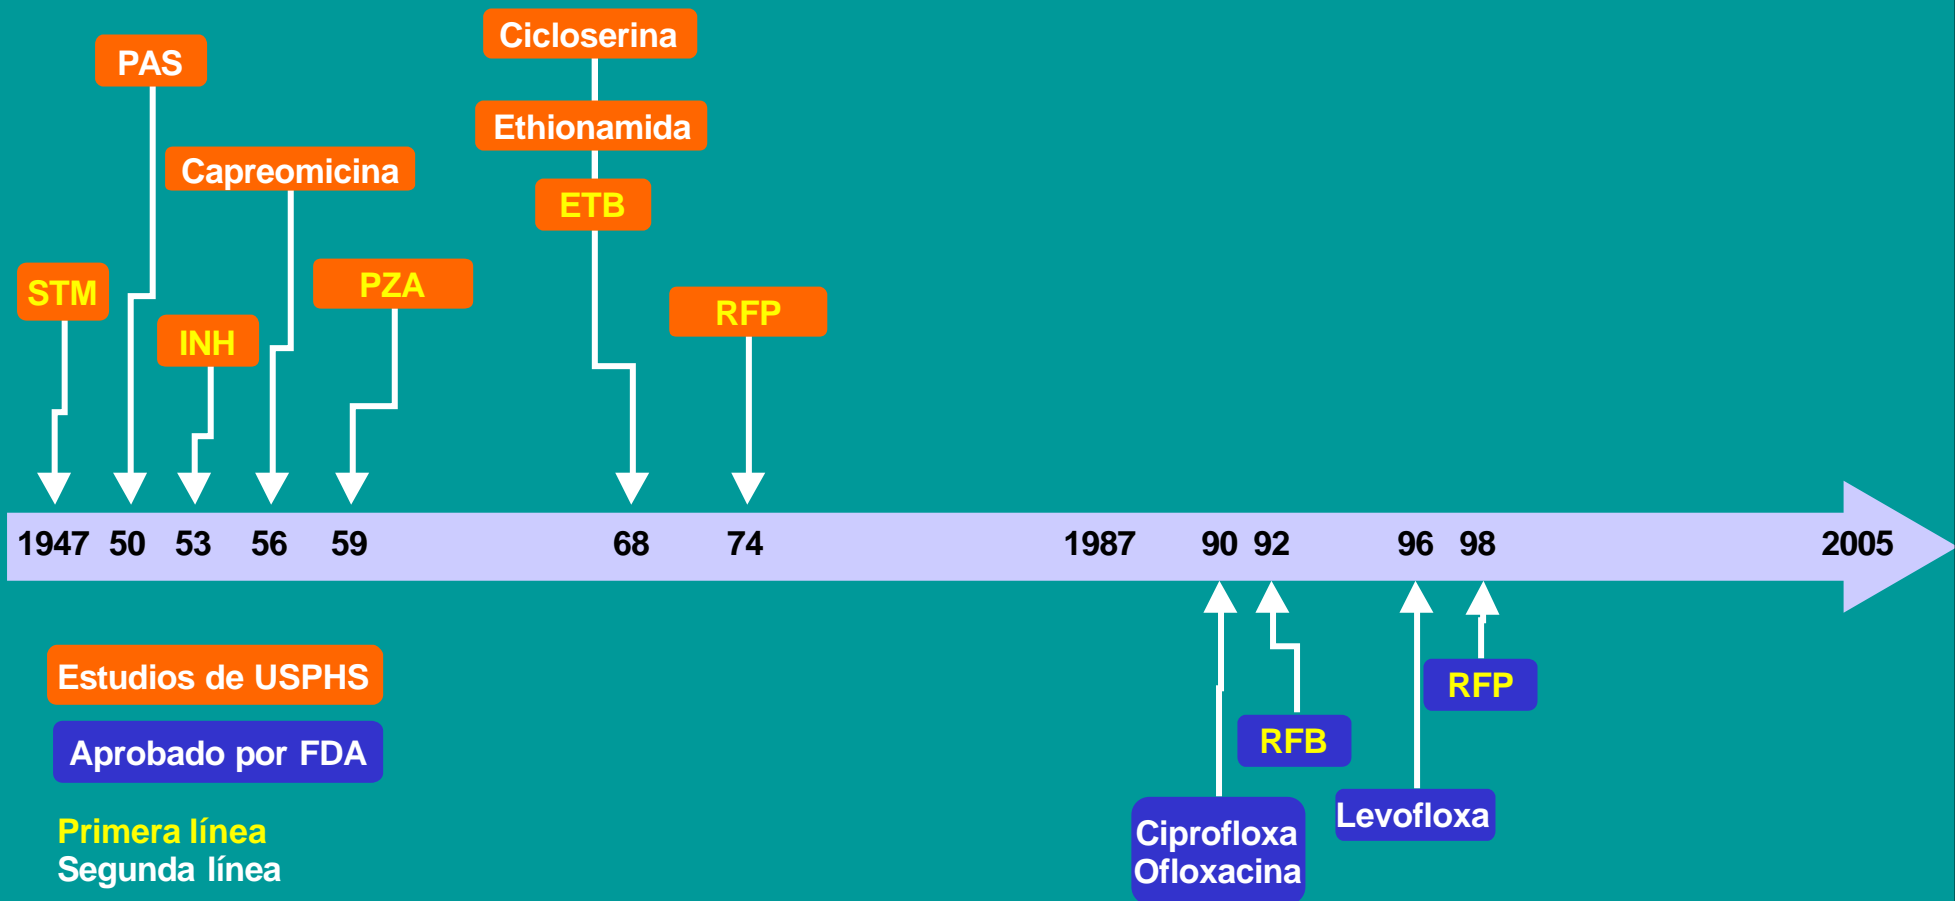 Cicloserina
PAS
Ethionamida
Capreomicina
ETB
STM
PZA
RFP
INH
1947 50 53 56 59 68 74 1987 90 92 96 98 2005
Estudios de USPHS
Aprobado por FDA
Primera línea
Segunda línea
RFP
RFB
Levofloxa
Ciprofloxa
Ofloxacina